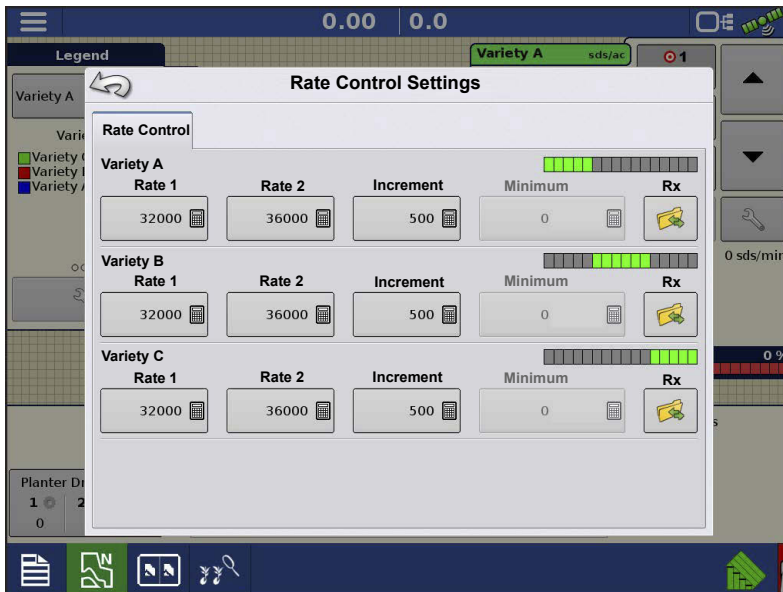 0.00 0.0
Legend
Variety A sds/ac
1
Rate Control Settings
Variety A
Rate Control
Variety A
Rate 1 Rate 2 Increment Minimum Rx
32000 36000 500 0
Variety B
Rate 1 Rate 2 Increment Minimum Rx
32000 36000 500 0
0 sds/min
Variety C
Rate 1 Rate 2 Increment Minimum Rx
32000 36000 500 0
0 %
Planter
1 2
0
N